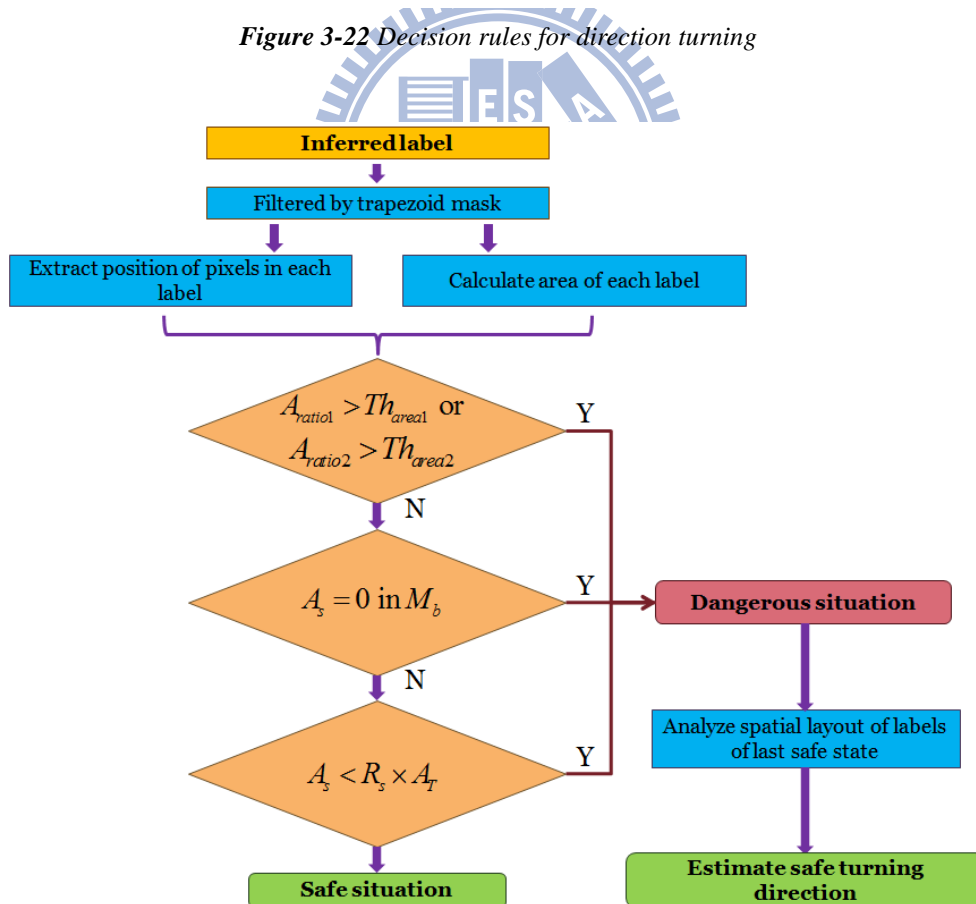 Figure 3-22 Decision rules for direction turning
ESA
Inferred label
Filtered by trapezoid mask
Extract position of pixels in each
label
Calculate area of each label
A_ratio1 > Th_area1 or
A_ratio2 > Th_area2
Y
N
A_s = 0 in M_b
Y
Dangerous situation
N
Analyze spatial layout of labels
of last safe state
A_s < R_s × A_T
Y
Safe situation
Estimate safe turning
direction